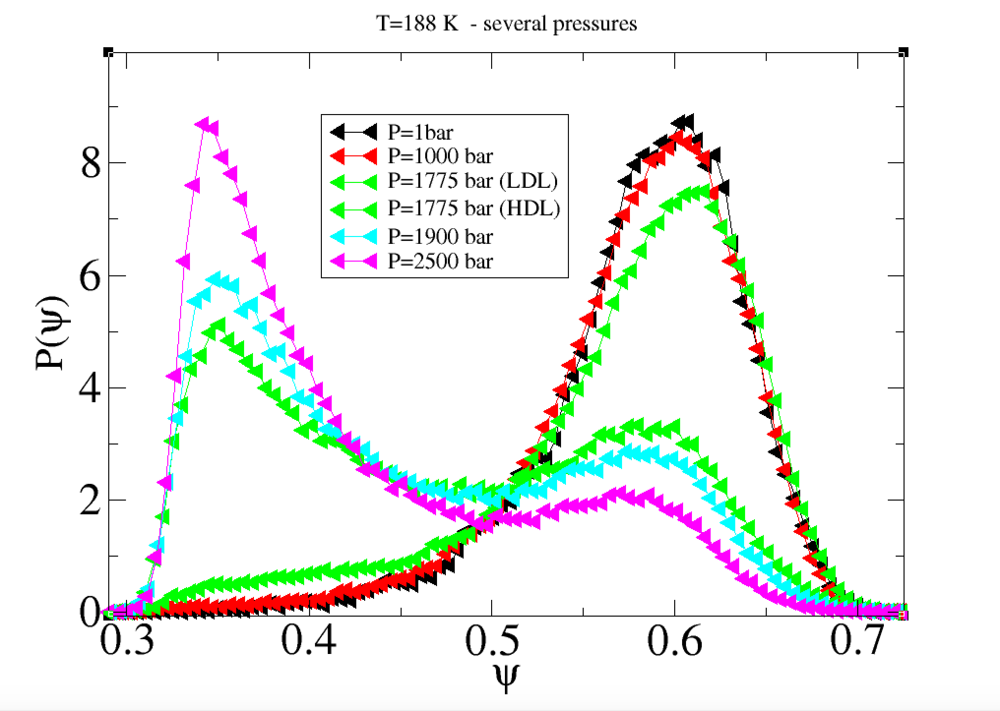 T=188 K - several pressures
P=1bar
P=1000 bar
P=1775 bar (LDL)
P=1775 bar (HDL)
P=1900 bar
P=2500 bar
8
6
4
2
0
P(ψ)
0.3 0.4 0.5 0.6 0.7
ψ